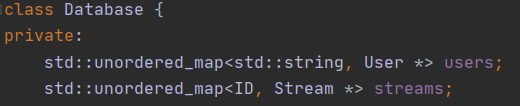 class Database {
private:
    std::unordered_map<std::string, User *> users;
    std::unordered_map<ID, Stream *> streams;